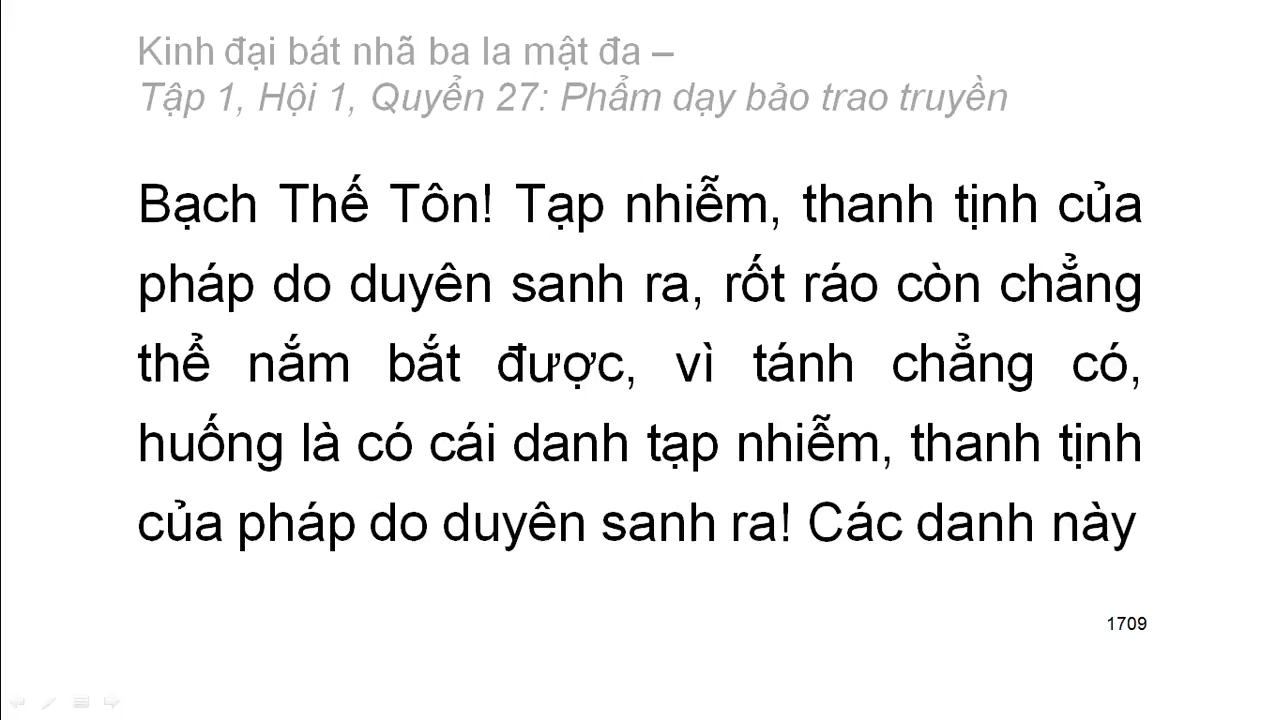 Kinh đại bát nhã ba la mật đa –
Tập 1, Hội 1, Quyển 27: Phẩm dạy bảo trao truyền
Bạch Thế Tôn! Tạp nhiễm, thanh tịnh của
pháp do duyên sanh ra, rốt ráo còn chẳng
thể nắm bắt được, vì tánh chẳng có,
huống là có cái danh tạp nhiễm, thanh tịnh
của pháp do duyên sanh ra! Các danh này
1709